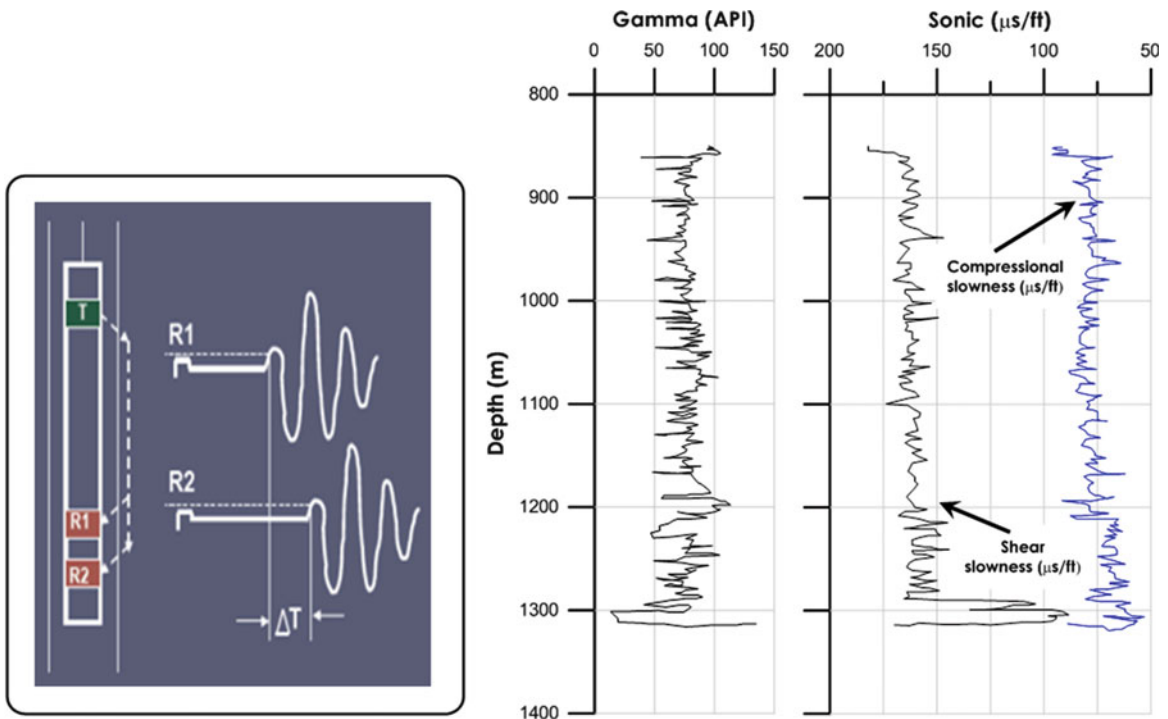 T
R1
R2
R1
R2
ΔT
Gamma (API)
0 50 100 150
Sonic (μs/ft)
200 150 100 50
Depth (m)
800
900
1000
1100
1200
1300
1400
Compressional
slowness (μs/ft)
Shear
slowness (μs/ft)